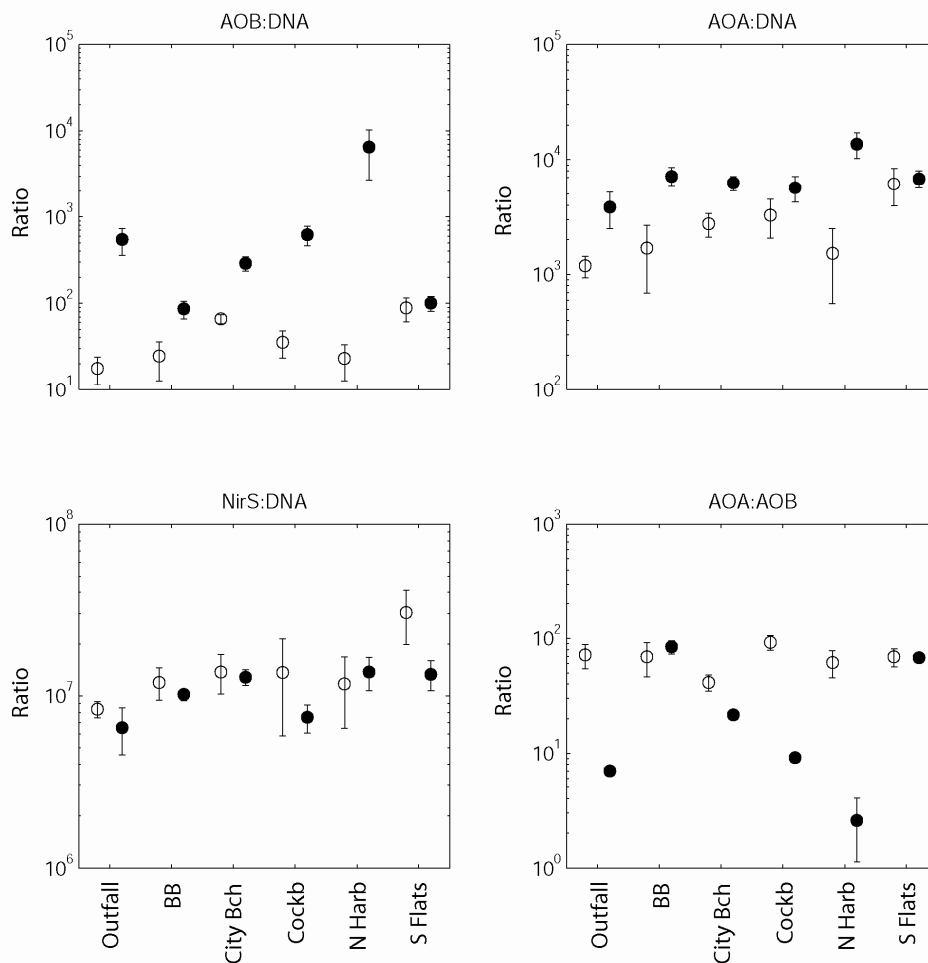 AOB:DNA
AOA:DNA
Ratio
10^5
10^4
10^3
10^2
10^1
Ratio
10^5
10^4
10^3
10^2
NirS:DNA
AOA:AOB
Ratio
10^8
10^7
10^6
Ratio
10^3
10^2
10^1
10^0
Outfall
BB
City Bch
Cockb
N Harb
S Flats
Outfall
BB
City Bch
Cockb
N Harb
S Flats